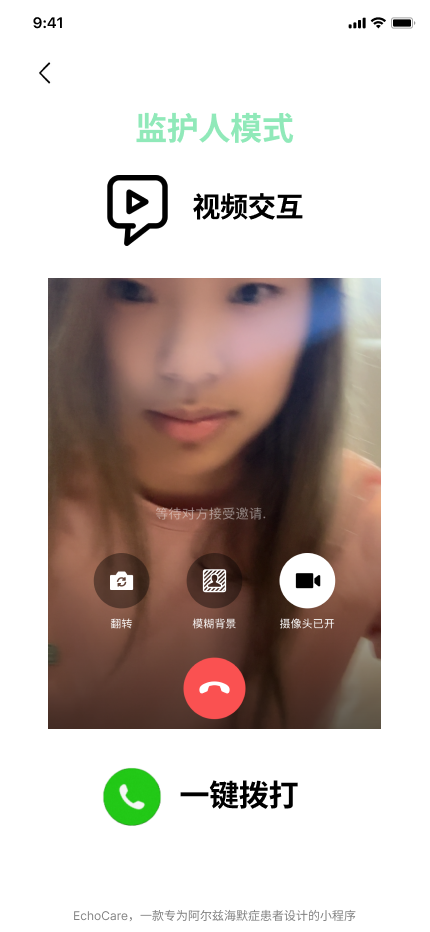 9:41
监护人模式
视频交互
等待对方接受邀请.
翻转
模糊背景
摄像头已开
一键拨打
EchoCare，一款专为阿尔兹海默症患者设计的小程序